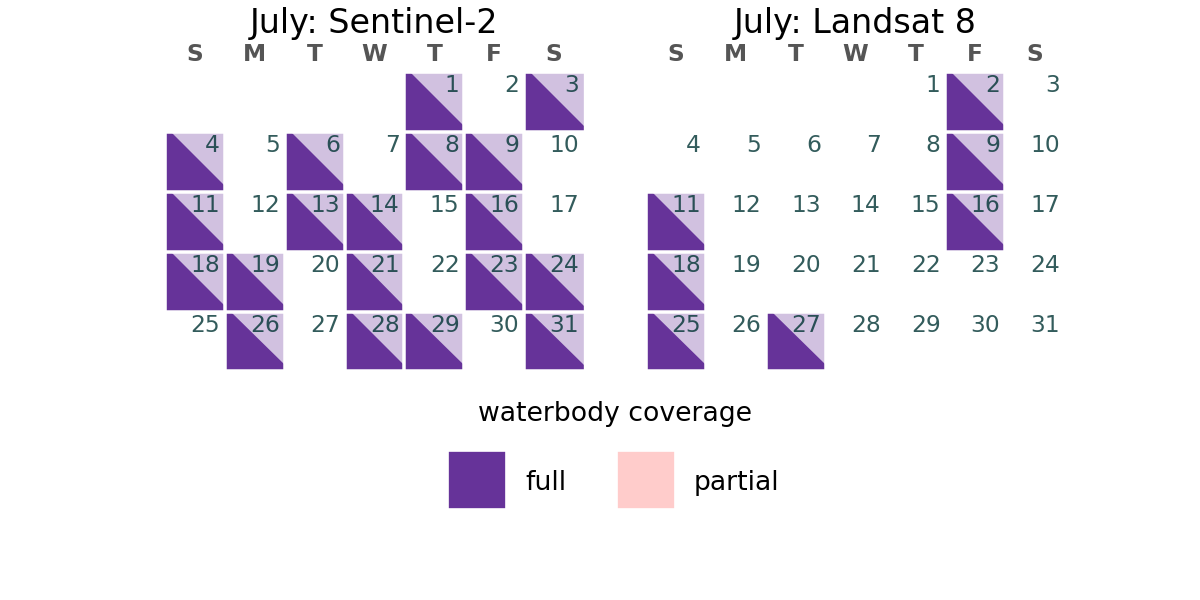 July: Sentinel-2
S M T W T F S
1 2 3
4 5 6 7 8 9 10
11 12 13 14 15 16 17
18 19 20 21 22 23 24
25 26 27 28 29 30 31
July: Landsat 8
S M T W T F S
1 2 3
4 5 6 7 8 9 10
11 12 13 14 15 16 17
18 19 20 21 22 23 24
25 26 27 28 29 30 31
waterbody coverage
full partial